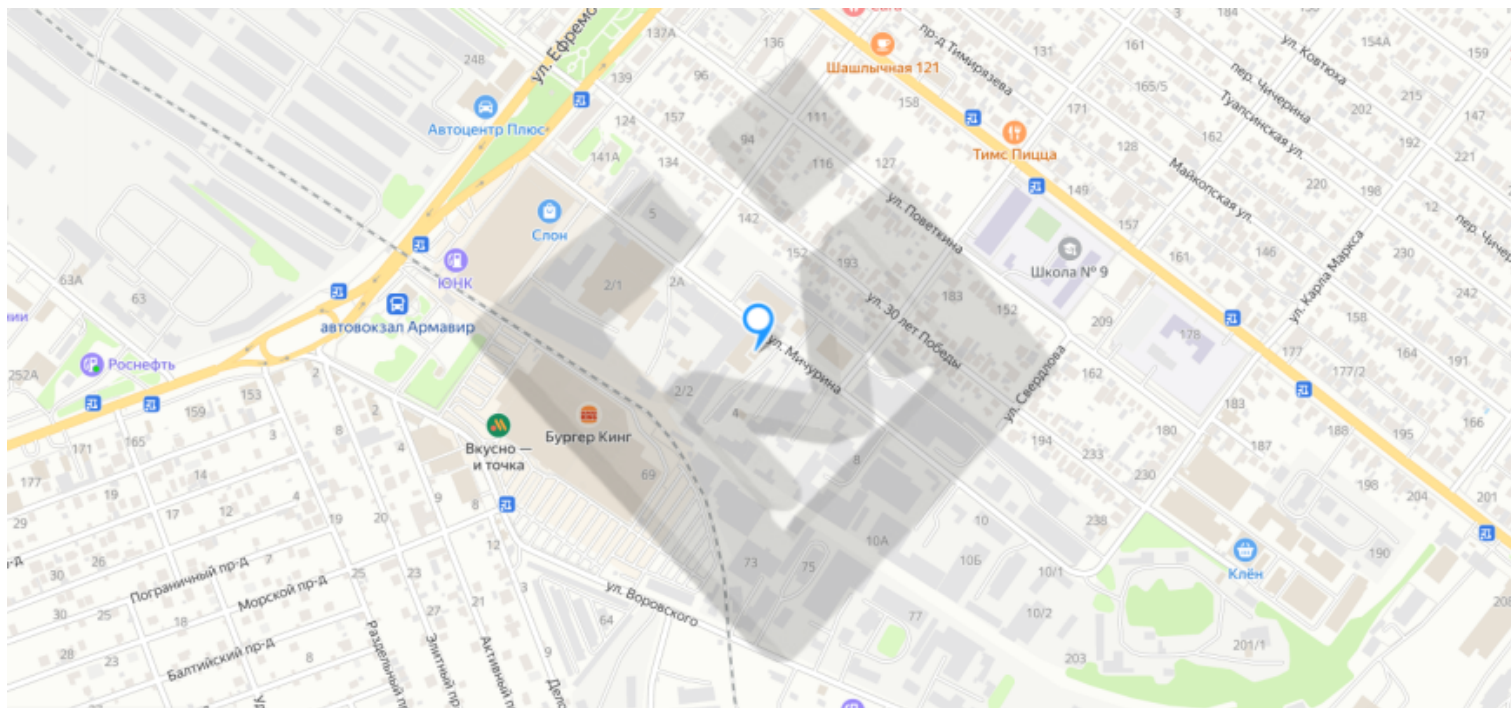 ул. Ефремо
137А
136
Шашлычная 121
пр-д Тимирязева
131
161
184
ул. Ковтюха
154А
159
248
139
96
158
171
165/5
пер. Чичерина
202
215
147
Автоцентр Плюс
124
157
111
94
116
127
Тимс Пицца
128
162
Туапсинская ул.
192
221
141А
134
149
Майкопская ул.
220
198
12
пер. Чич
Слон
5
142
ул. Поветкина
157
Школа № 9
161
146
230
ул. Карла Маркса
63А
63
ЮНК
2/1
2А
152
193
183
152
209
242
158
автовокзал Армавир
ул. 30 лет Победы
178
177
164
191
Роснефть
252А
ул. Мичурина
ул. Свердлова
162
177/2
2
2/2
4
Бургер Кинг
Вкусно —
и точка
159
153
2
8
4
171
165
3
14
177
19
17
12
4
29
69
8
194
233
180
183
187
188
195
166
198
204
201
230
238
190
19
20
9
8
26
30
7
Пограничный пр-д
12
10
10А
10Б
10/1
10/2
73
75
Клён
30
25
18
Морской пр-д
21
3
27
ул. Воровского
64
77
201/1
203
28
23
Балтийский пр-д
8
Раздельный п
Элитный пр
Активный п
9